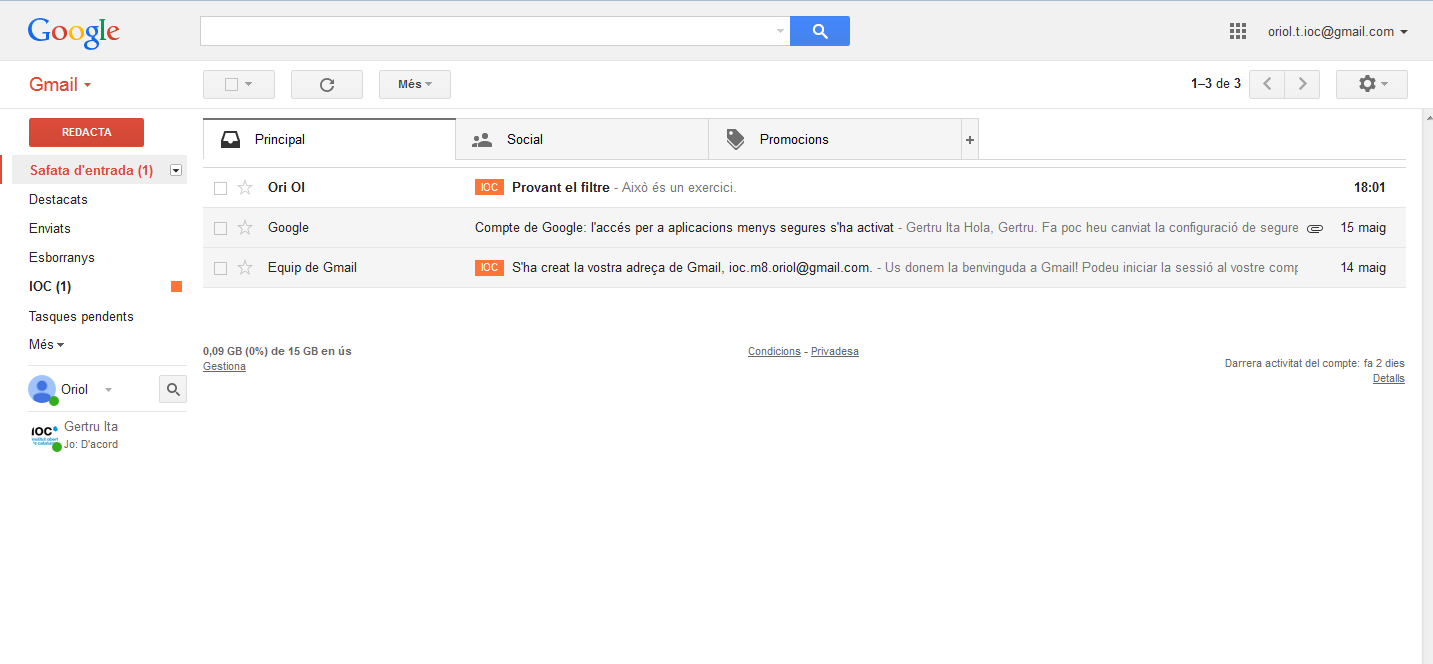 Google
oriol.t.ioc@gmail.com
Gmail
Més
1–3 de 3
REDACTA
Safata d'entrada (1)
Destacats
Enviats
Esborranys
IOC (1)
Tasques pendents
Més
Oriol
Gertru Ita
Jo: D'acord
IOC
Principal
Social
Promocions
+
Ori Ol IOC Provant el filtre - Això és un exercici. 18:01
Google Compte de Google: l'accés per a aplicacions menys segures s'ha activat - Gertru Ita Hola, Gertru. Fa poc heu canviat la configuració de segure 15 maig
Equip de Gmail IOC S'ha creat la vostra adreça de Gmail, ioc.m8.oriol@gmail.com. - Us donem la benvinguda a Gmail! Podeu iniciar la sessió al vostre comp 14 maig
0,09 GB (0%) de 15 GB en ús
Gestiona
Condicions - Privadesa
Darrera activitat del compte: fa 2 dies
Detalls